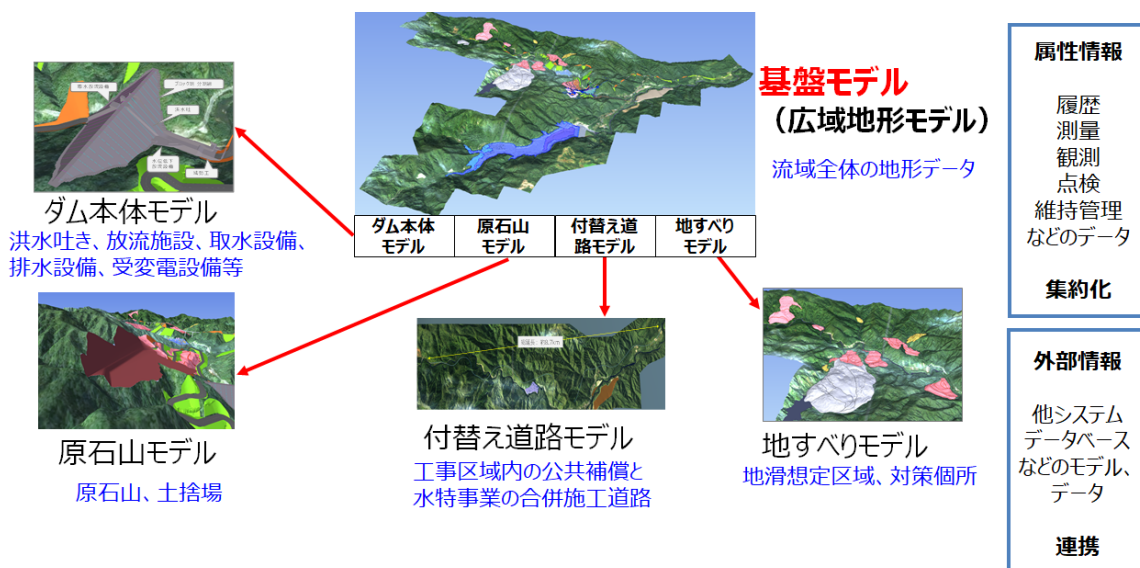 基盤モデル
（広域地形モデル）
流域全体の地形データ
ダム本体
モデル
原石山
モデル
付替え道
路モデル
地すべり
モデル
ダム本体モデル
洪水吐き、放流施設、取水設備、
排水設備、受変電設備等
原石山モデル
原石山、土捨場
付替え道路モデル
工事区域内の公共補償と
水特事業の合併施工道路
地すべりモデル
地滑想定区域、対策個所
属性情報
履歴
測量
観測
点検
維持管理
などのデータ
集約化
外部情報
他システム
データベース
などのモデル、
データ
連携